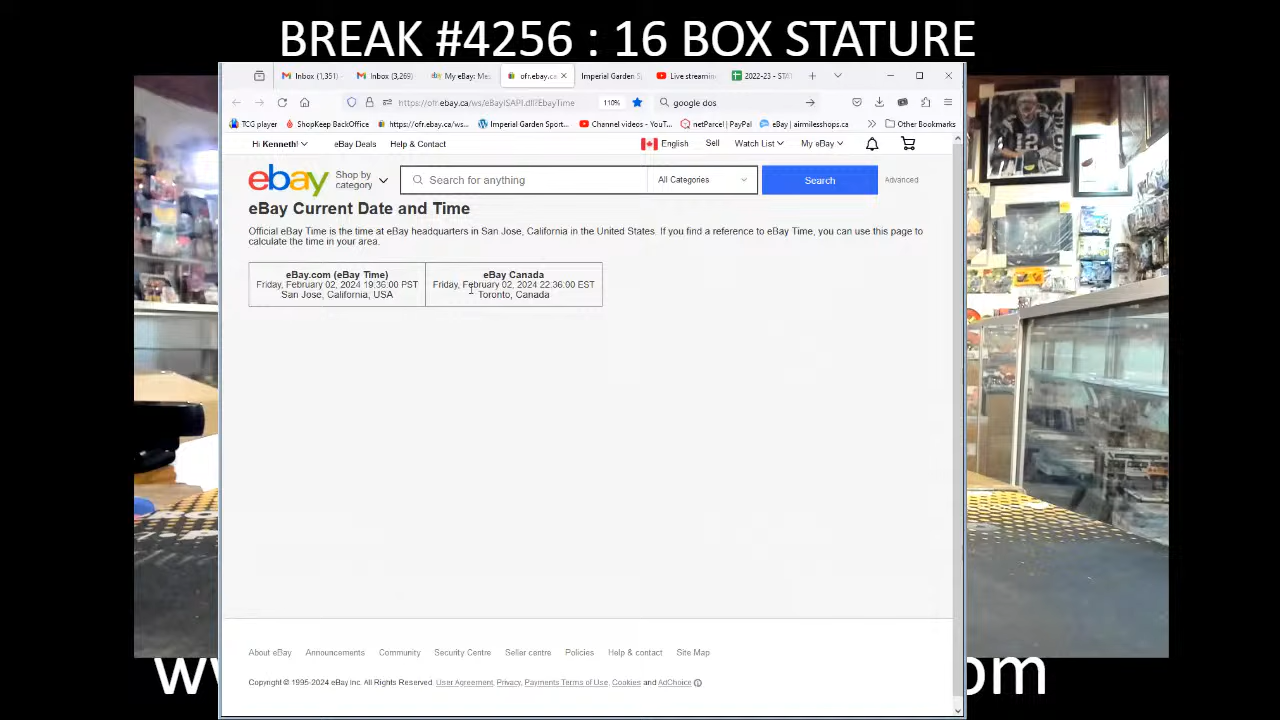 BREAK #4256 : 16 BOX STATURE
Inbox (1,351)
Inbox (3,269)
My eBay: Me
ofr.ebay.ca
Imperial Garden S
Live streamin
2022-23 - STA
https://ofr.ebay.ca/ws/eBayISAPI.dll?EbayTime
110%
google dos
TCG player
ShopKeep BackOffice
https://ofr.ebay.ca/ws...
Imperial Garden Sport...
Channel videos - YouT...
netParcel | PayPal
eBay | airmilesshops.ca
Other Bookmarks
Hi Kenneth!
eBay Deals
Help & Contact
English
Sell
Watch List
My eBay
ebay
Shop by
category
Search for anything
All Categories
Search
Advanced
eBay Current Date and Time
Official eBay Time is the time at eBay headquarters in San Jose, California in the United States. If you find a reference to eBay Time, you can use this page to
calculate the time in your area.
eBay.com (eBay Time)
Friday, February 02, 2024 19:36:00 PST
San Jose, California, USA
eBay Canada
Friday, February 02, 2024 22:36:00 EST
Toronto, Canada
About eBay
Announcements
Community
Security Centre
Seller centre
Policies
Help & contact
Site Map
Copyright © 1995-2024 eBay Inc. All Rights Reserved. User Agreement, Privacy, Payments Terms of Use, Cookies and AdChoice